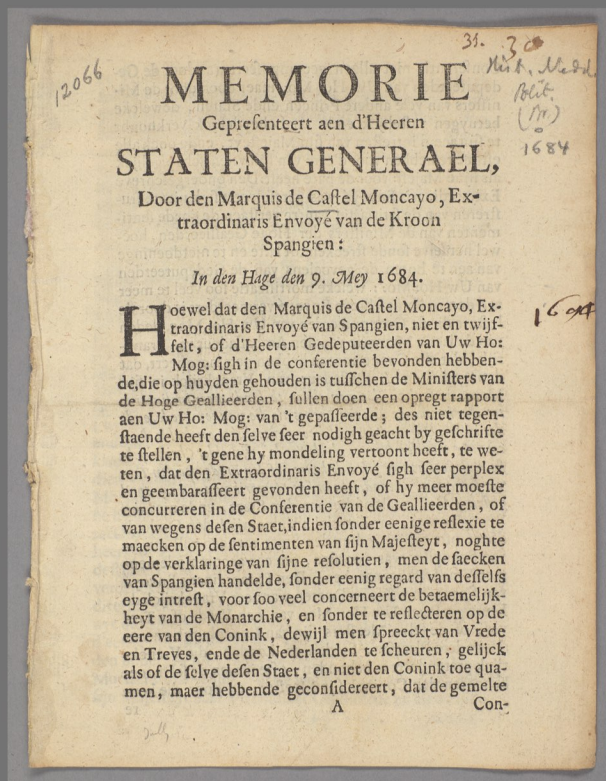 31. 30
12066
Hist. Nedl.
Polit.
(Pr.)
1684
MEMORIE
Gepreſenteert aen d'Heeren
STATEN GENERAEL,
Door den Marquis de Caſtel Moncayo, Ex-
traordinaris Envoyé van de Kroon
Spangien:
In den Hage den 9. Mey 1684.
Hoewel dat den Marquis de Caſtel Moncayo, Ex-
traordinaris Envoyé van Spangien, niet en twijf-
felt, of d'Heeren Gedeputeerden van Uw Ho:
Mog: ſigh in de conferentie bevonden hebben-
de, die op huyden gehouden is tuſſchen de Miniſters van
de Hoge Geallieerden, ſullen doen een opregt rapport
aen Uw Ho: Mog: van 't gepaſſeerde; des niet tegen-
ſtaende heeft den ſelve ſeer nodigh geacht by geſchrifte
te ſtellen, 't gene hy mondeling vertoont heeft, te we-
ten, dat den Extraordinaris Envoyé ſigh ſeer perplex
en geembaraſſeert gevonden heeft, of hy meer moeſte
concurreren in de Conferentie van de Geallieerden, of
van wegens deſen Staet, indien ſonder eenige reflexie te
maecken op de ſentimenten van ſijn Majeſteyt, noghte
op de verklaringe van ſijne reſolutien, men de ſaecken
van Spangien handelde, ſonder eenig regard van deſſelfs
eyge intreſt, voor ſoo veel concerneert de betaemelijk-
heyt van de Monarchie, en ſonder te reflecteren op de
eere van den Conink, dewijl men ſpreeckt van Vrede
en Treves, ende de Nederlanden te ſcheuren, gelijck
als of de ſelve deſen Staet, en niet den Conink toe qua-
men, maer hebbende geconſidereert, dat de gemelte
A Con-